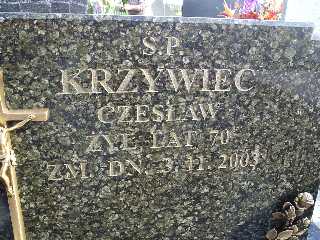 Ś.P.
KRZYWIEC
CZESŁAW
ŻYŁ LAT 70
ZM. DN. 3.11.2003